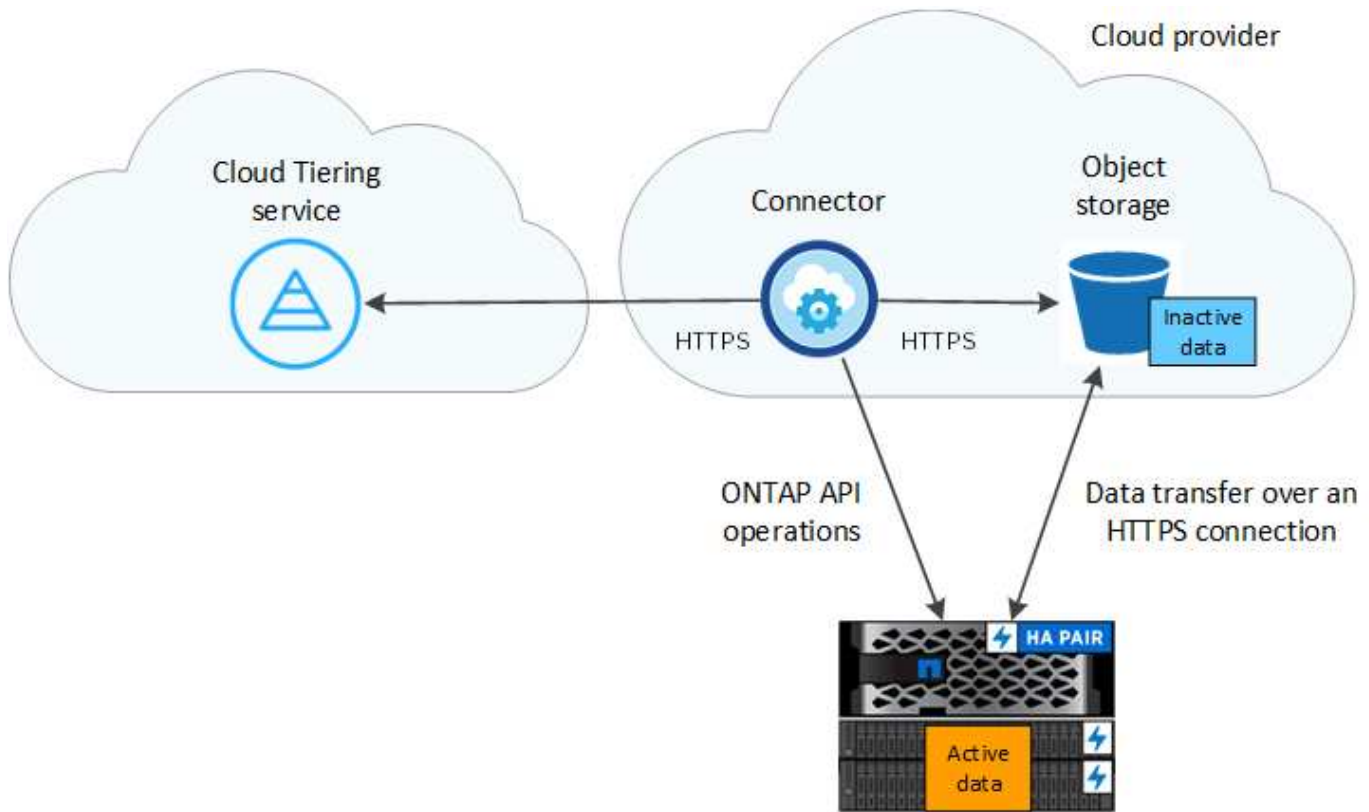 Cloud provider
Cloud Tiering
service
Connector
Object
storage
HTTPS
HTTPS
Inactive
data
ONTAP API
operations
Data transfer over an
HTTPS connection
HA PAIR
Active
data